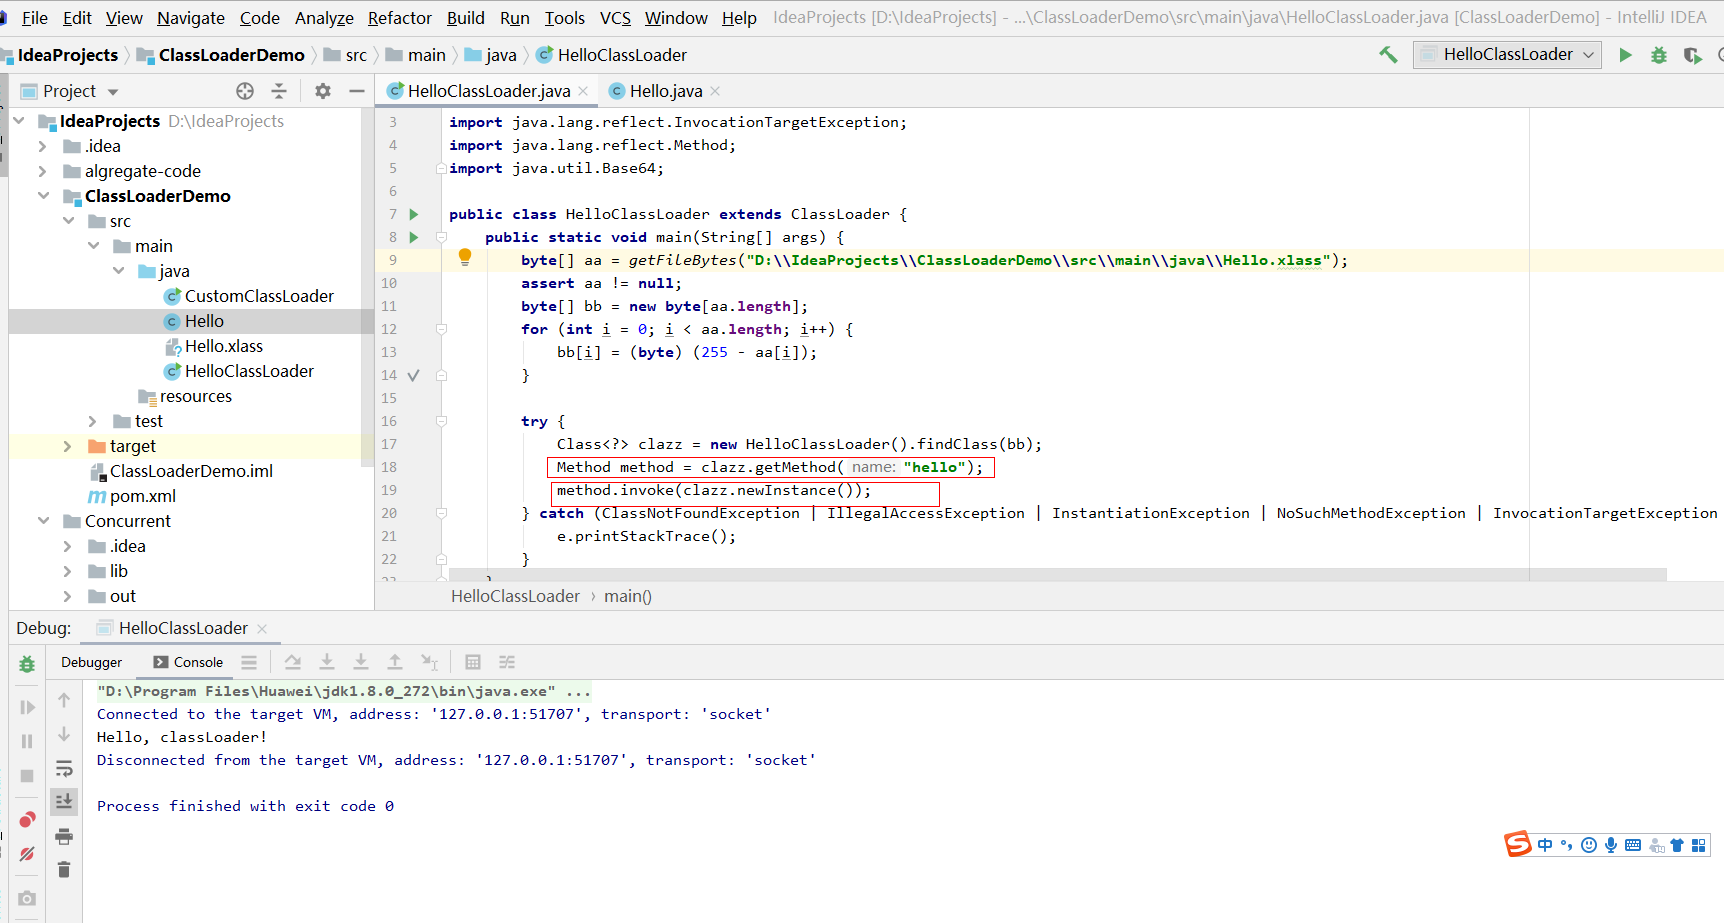 File Edit View Navigate Code Analyze Refactor Build Run Tools VCS Window Help IdeaProjects [D:\IdeaProjects] - ...\ClassLoaderDemo\src\main\java\HelloClassLoader.java [ClassLoaderDemo] - IntelliJ IDEA
IdeaProjects ClassLoaderDemo src main java HelloClassLoader HelloClassLoader
Project
IdeaProjects D:\IdeaProjects
.idea
algregate-code
ClassLoaderDemo
src
main
java
CustomClassLoader
Hello
Hello.xlass
HelloClassLoader
resources
test
target
ClassLoaderDemo.iml
pom.xml
Concurrent
.idea
lib
out
HelloClassLoader.java Hello.java
3 import java.lang.reflect.InvocationTargetException;
4 import java.lang.reflect.Method;
5 import java.util.Base64;
6
7 public class HelloClassLoader extends ClassLoader {
8 public static void main(String[] args) {
9 byte[] aa = getFileBytes("D:\\IdeaProjects\\ClassLoaderDemo\\src\\main\\java\\Hello.xlass");
10 assert aa != null;
11 byte[] bb = new byte[aa.length];
12 for (int i = 0; i < aa.length; i++) {
13 bb[i] = (byte) (255 - aa[i]);
14 }
15
16 try {
17 Class<?> clazz = new HelloClassLoader().findClass(bb);
18 Method method = clazz.getMethod( name: "hello");
19 method.invoke(clazz.newInstance());
20 } catch (ClassNotFoundException | IllegalAccessException | InstantiationException | NoSuchMethodException | InvocationTargetException
21 e.printStackTrace();
22 }
HelloClassLoader › main()
Debug: HelloClassLoader
Debugger Console
"D:\Program Files\Huawei\jdk1.8.0_272\bin\java.exe" ...
Connected to the target VM, address: '127.0.0.1:51707', transport: 'socket'
Hello, classLoader!
Disconnected from the target VM, address: '127.0.0.1:51707', transport: 'socket'
Process finished with exit code 0
S 中